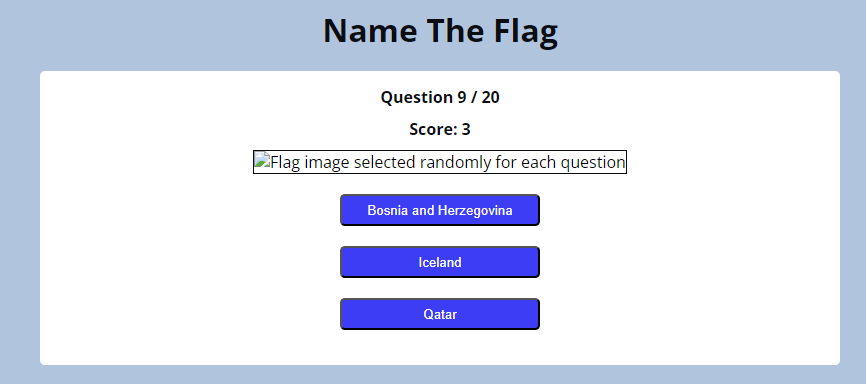 Name The Flag
Question 9 / 20
Score: 3
Flag image selected randomly for each question
Bosnia and Herzegovina
Iceland
Qatar